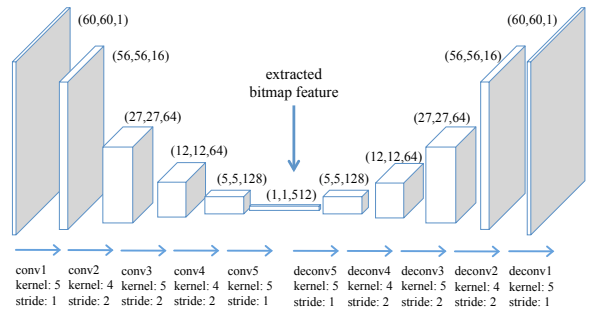 (60,60,1)
(56,56,16)
(27,27,64)
(12,12,64)
(5,5,128)
(1,1,512)
extracted
bitmap feature
(5,5,128)
(12,12,64)
(27,27,64)
(56,56,16)
(60,60,1)
conv1
kernel: 5
stride: 1
conv2
kernel: 4
stride: 2
conv3
kernel: 5
stride: 2
conv4
kernel: 4
stride: 2
conv5
kernel: 5
stride: 1
deconv5
kernel: 5
stride: 1
deconv4
kernel: 4
stride: 2
deconv3
kernel: 5
stride: 2
deconv2
kernel: 4
stride: 2
deconv1
kernel: 5
stride: 1